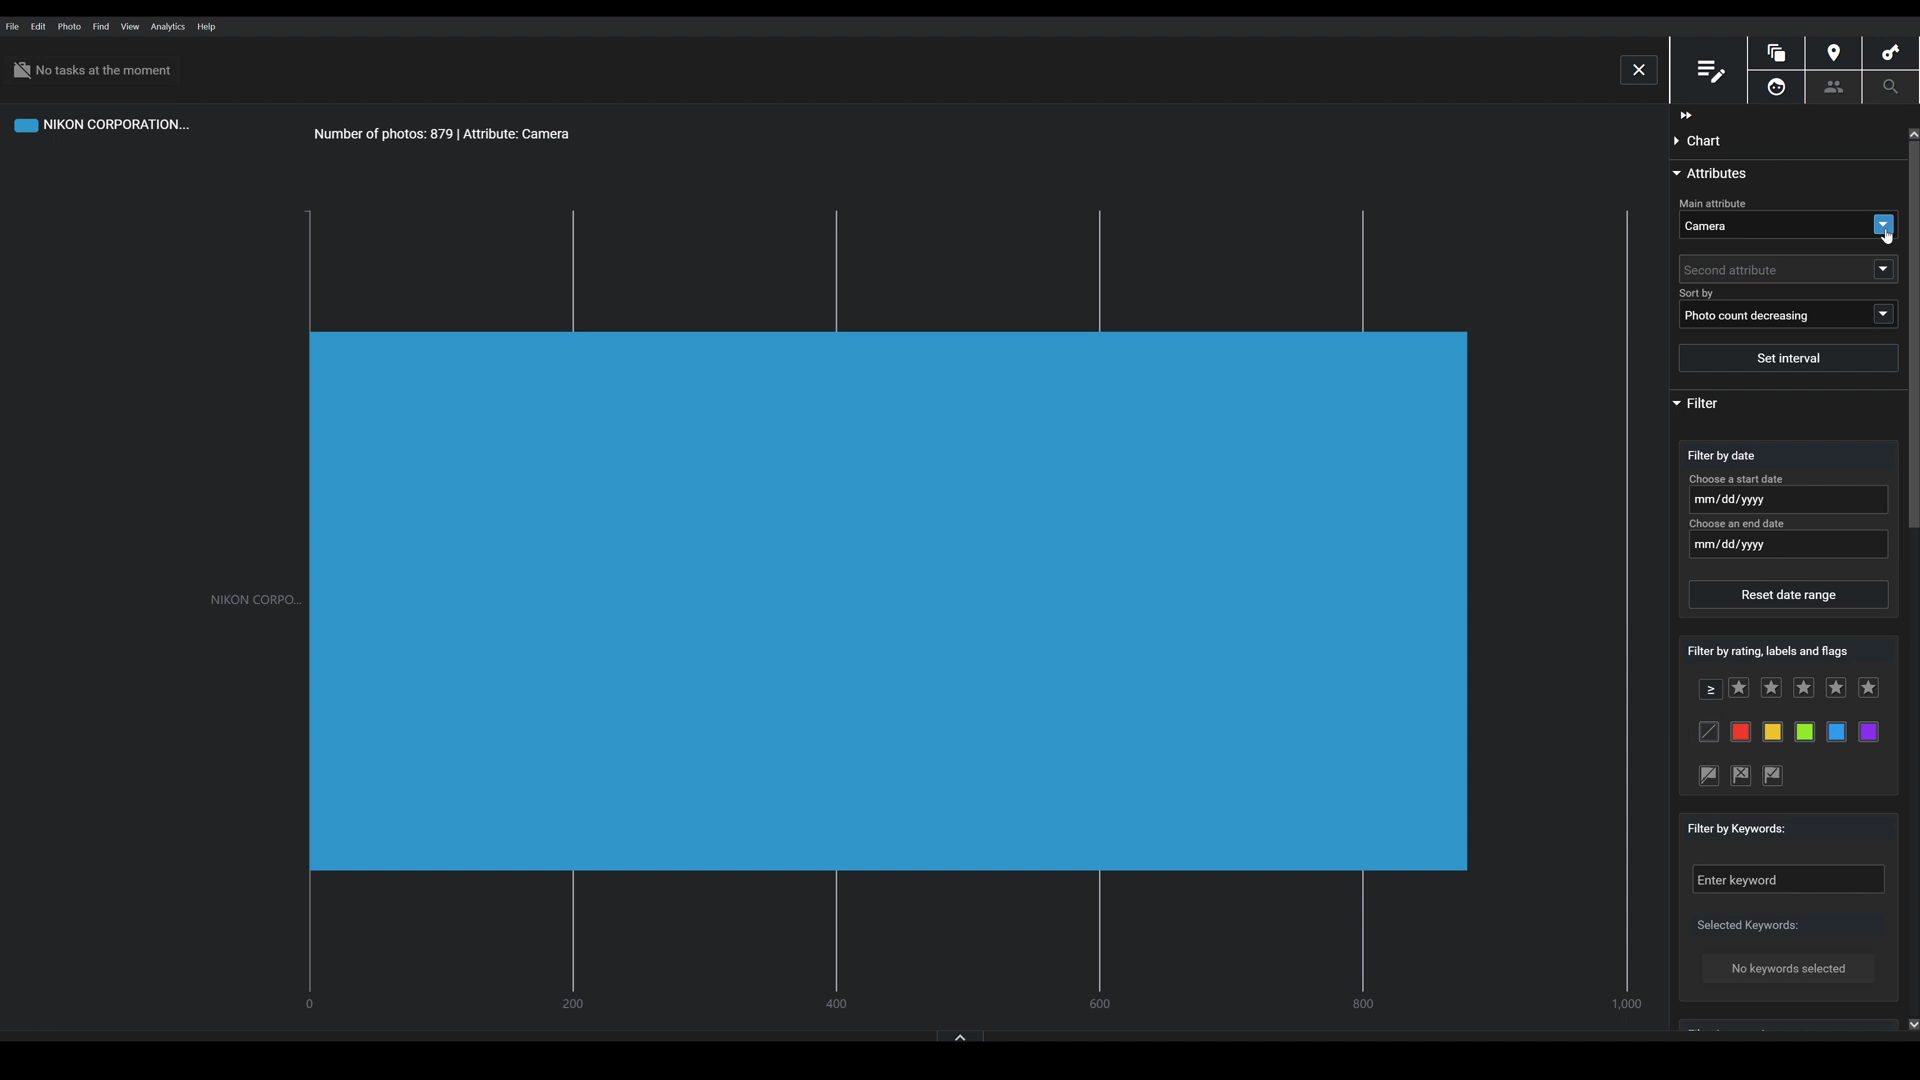 File Edit Photo Find View Analytics Help
No tasks at the moment
NIKON CORPORATION...
Number of photos: 879 | Attribute: Camera
NIKON CORPO...
0 200 400 600 800 1,000
Chart
Attributes
Main attribute
Camera
Second attribute
Sort by
Photo count decreasing
Set interval
Filter
Filter by date
Choose a start date
mm/dd/yyyy
Choose an end date
mm/dd/yyyy
Reset date range
Filter by rating, labels and flags
≥
Filter by Keywords:
Enter keyword
Selected Keywords:
No keywords selected